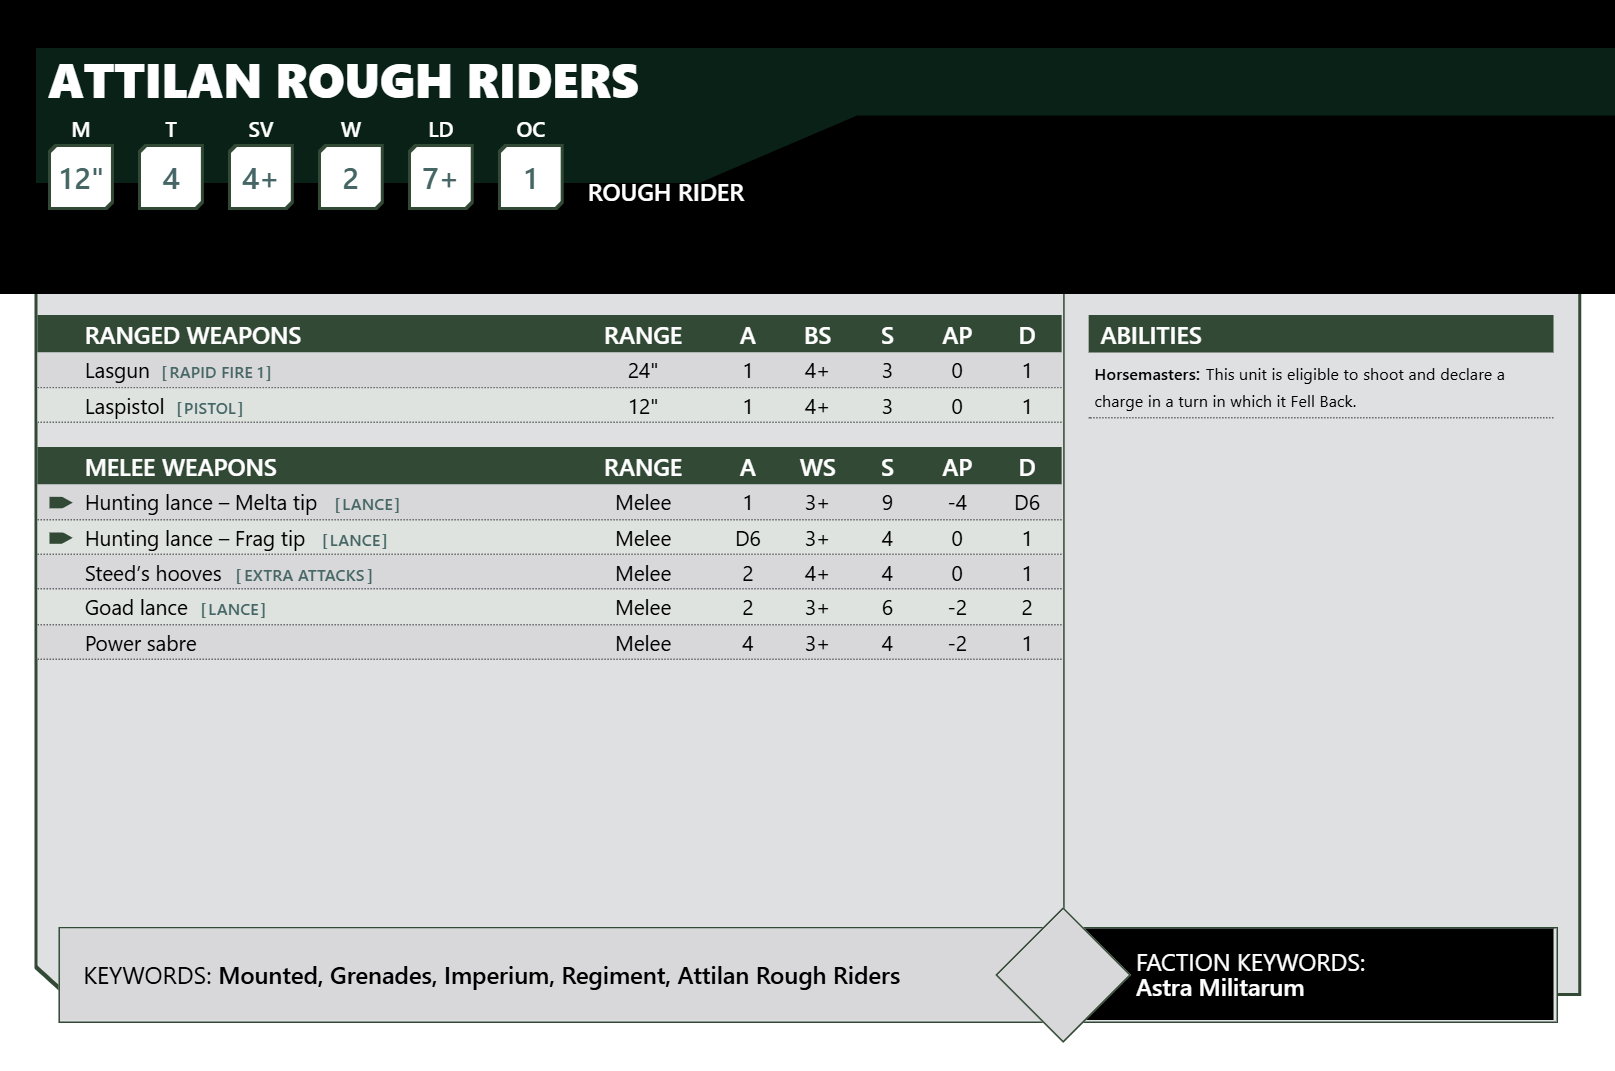 ATTILAN ROUGH RIDERS
M T SV W LD OC
12" 4 4+ 2 7+ 1 ROUGH RIDER
RANGED WEAPONS RANGE A BS S AP D
Lasgun [RAPID FIRE 1] 24" 1 4+ 3 0 1
Laspistol [PISTOL] 12" 1 4+ 3 0 1
MELEE WEAPONS RANGE A WS S AP D
Hunting lance – Melta tip [LANCE] Melee 1 3+ 9 -4 D6
Hunting lance – Frag tip [LANCE] Melee D6 3+ 4 0 1
Steed’s hooves [EXTRA ATTACKS] Melee 2 4+ 4 0 1
Goad lance [LANCE] Melee 2 3+ 6 -2 2
Power sabre Melee 4 3+ 4 -2 1
ABILITIES
Horsemasters: This unit is eligible to shoot and declare a
charge in a turn in which it Fell Back.
KEYWORDS: Mounted, Grenades, Imperium, Regiment, Attilan Rough Riders
FACTION KEYWORDS:
Astra Militarum